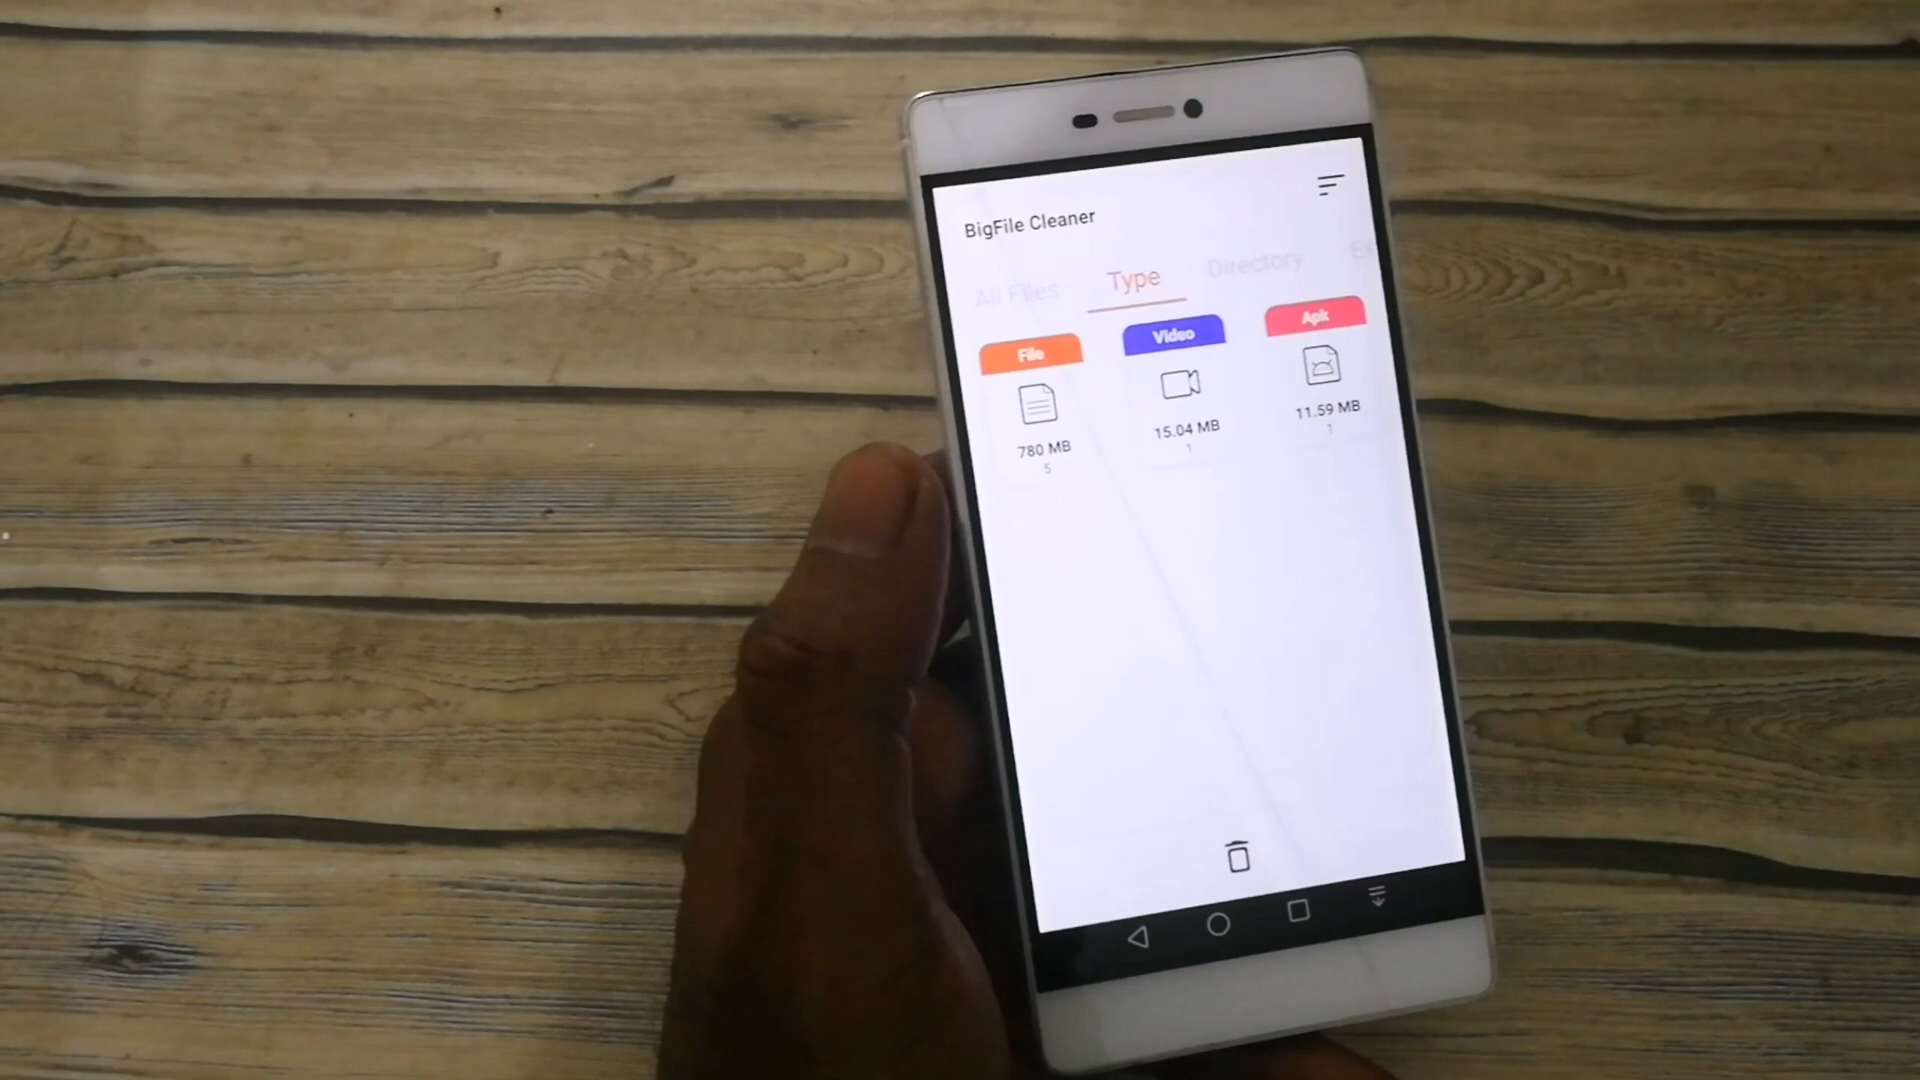 BigFile Cleaner
All Files Type Directory Ex
File Video Apk
780 MB 15.04 MB 11.59 MB
5 1 1